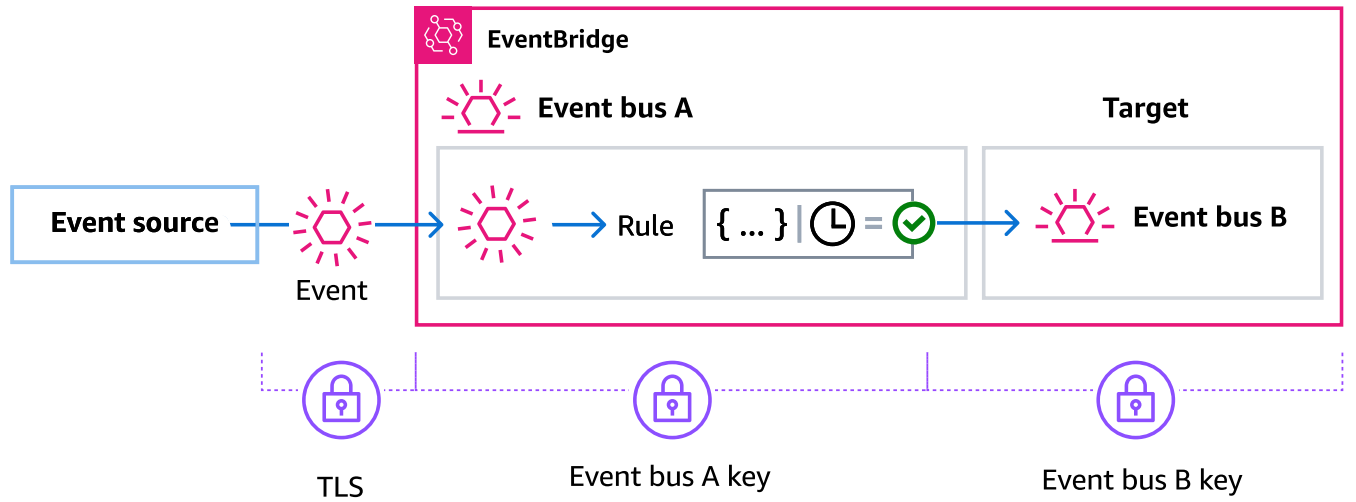 EventBridge
Event bus A
Target
Event source
Event
Rule
{ ... } | =
Event bus B
TLS
Event bus A key
Event bus B key